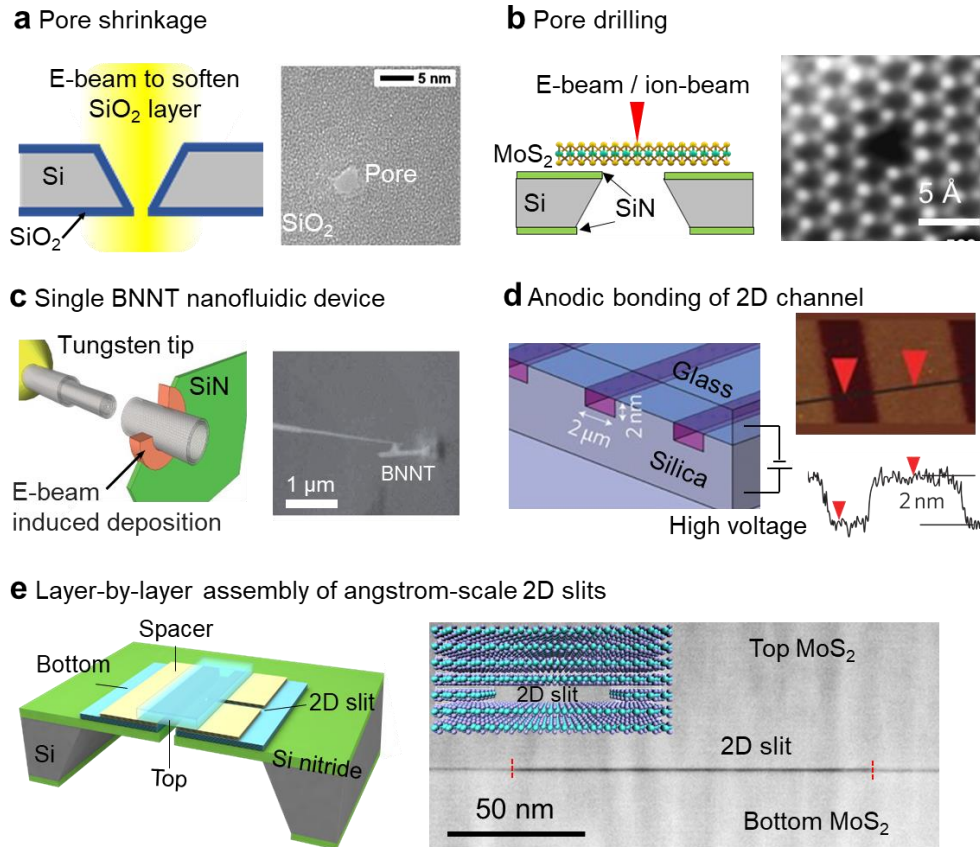 a Pore shrinkage
E-beam to soften
SiO₂ layer
Si
SiO₂
5 nm
Pore
SiO₂
b Pore drilling
E-beam / ion-beam
MoS₂
Si
SiN
5 Å
c Single BNNT nanofluidic device
Tungsten tip
SiN
E-beam
induced deposition
BNNT
1 μm
d Anodic bonding of 2D channel
Glass
2 nm
2 μm
Silica
High voltage
2 nm
e Layer-by-layer assembly of angstrom-scale 2D slits
Spacer
Bottom
2D slit
Si
Si nitride
Top
Top MoS₂
2D slit
2D slit
50 nm
Bottom MoS₂